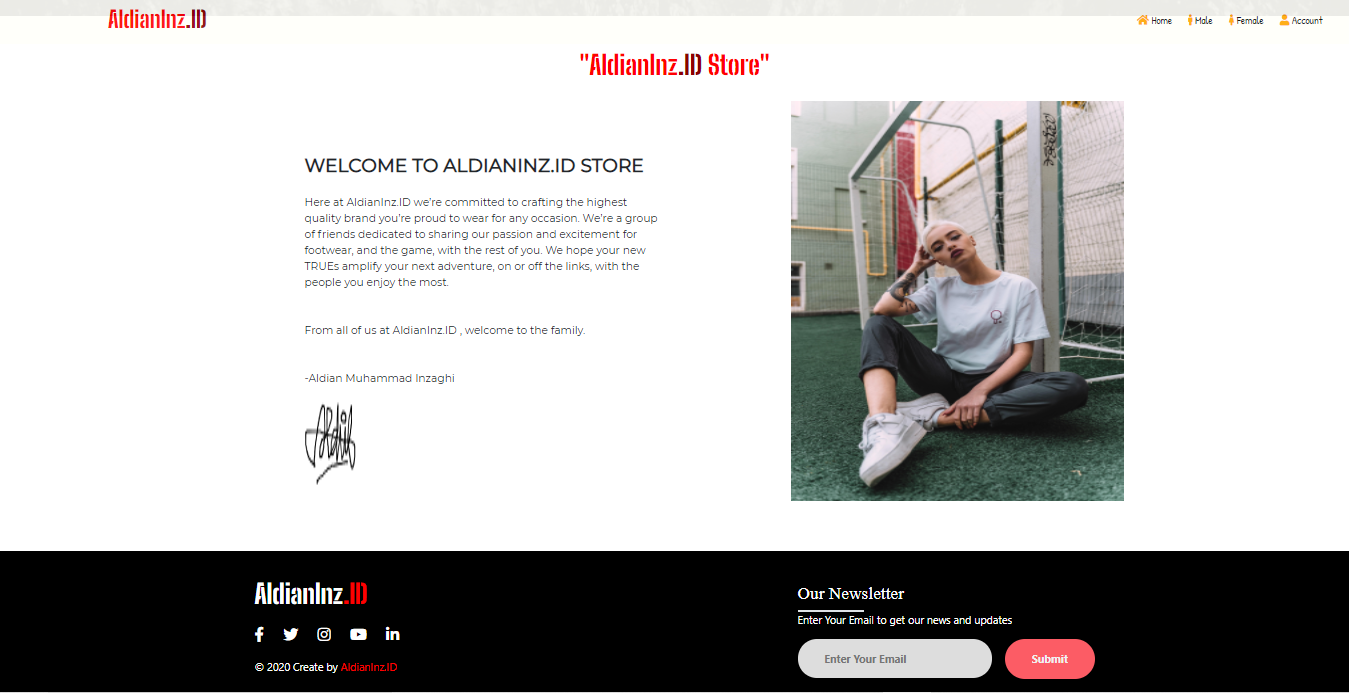 AldianInz.ID
Home Male Female Account
"AldianInz.ID Store"
WELCOME TO ALDIANINZ.ID STORE
Here at AldianInz.ID we're committed to crafting the highest
quality brand you're proud to wear for any occasion. We're a group
of friends dedicated to sharing our passion and excitement for
footwear, and the game, with the rest of you. We hope your new
TRUEs amplify your next adventure, on or off the links, with the
people you enjoy the most.
From all of us at AldianInz.ID , welcome to the family.
-Aldian Muhammad Inzaghi
AldianInz.ID
© 2020 Create by AldianInz.ID
Our Newsletter
Enter Your Email to get our news and updates
Enter Your Email
Submit